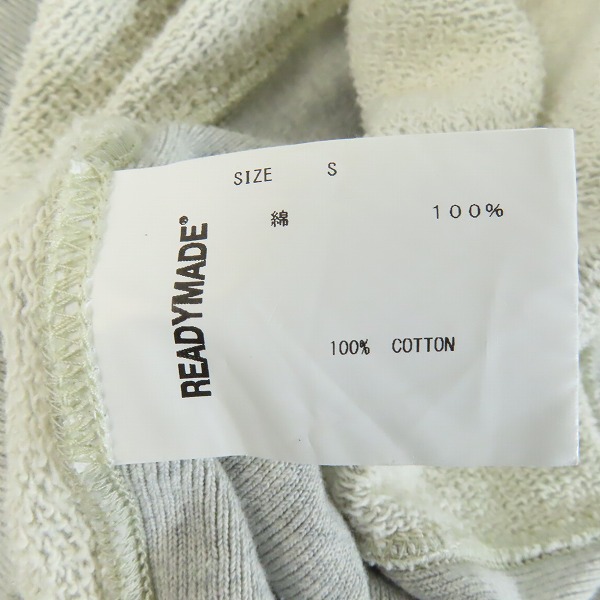 READYMADE®
SIZE S
綿 100%
100% COTTON